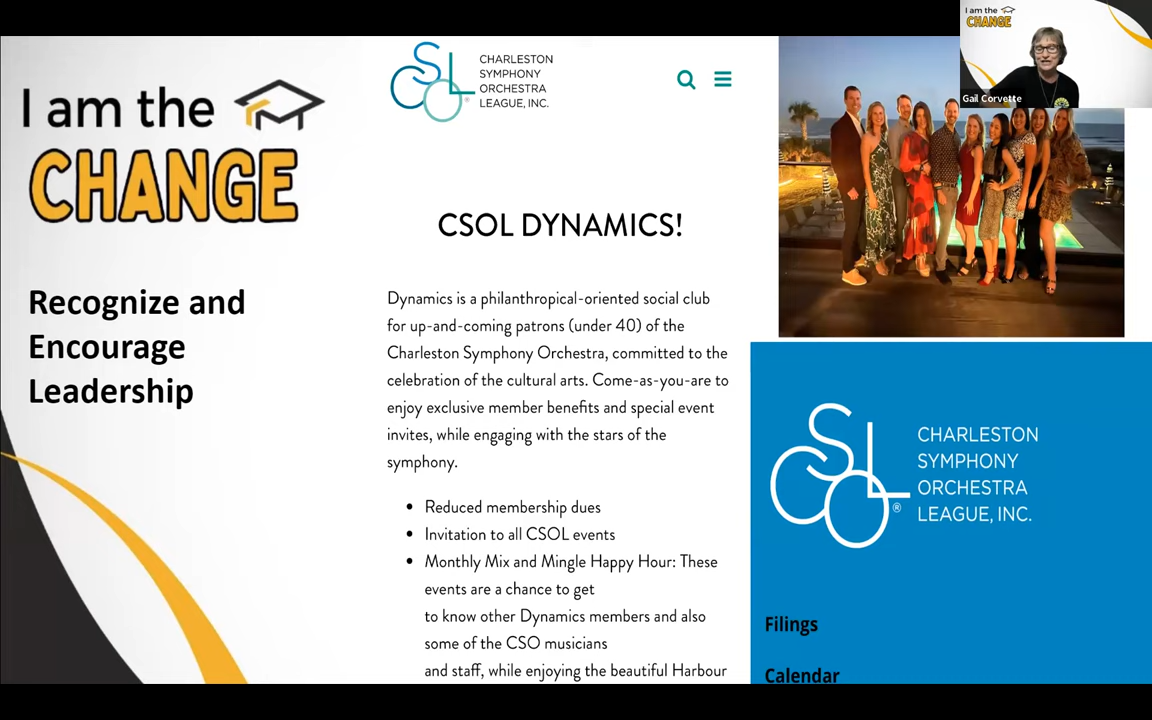 I am the
CHANGE
Recognize and
Encourage
Leadership
CSOL
CHARLESTON
SYMPHONY
ORCHESTRA
LEAGUE, INC.
CSOL DYNAMICS!
Dynamics is a philanthropical-oriented social club
for up-and-coming patrons (under 40) of the
Charleston Symphony Orchestra, committed to the
celebration of the cultural arts. Come-as-you-are to
enjoy exclusive member benefits and special event
invites, while engaging with the stars of the
symphony.
• Reduced membership dues
• Invitation to all CSOL events
• Monthly Mix and Mingle Happy Hour: These
events are a chance to get
to know other Dynamics members and also
some of the CSO musicians
and staff, while enjoying the beautiful Harbour
I am the
CHANGE
Gail Corvette
CSOL®
CHARLESTON
SYMPHONY
ORCHESTRA
LEAGUE, INC.
Filings
Calendar